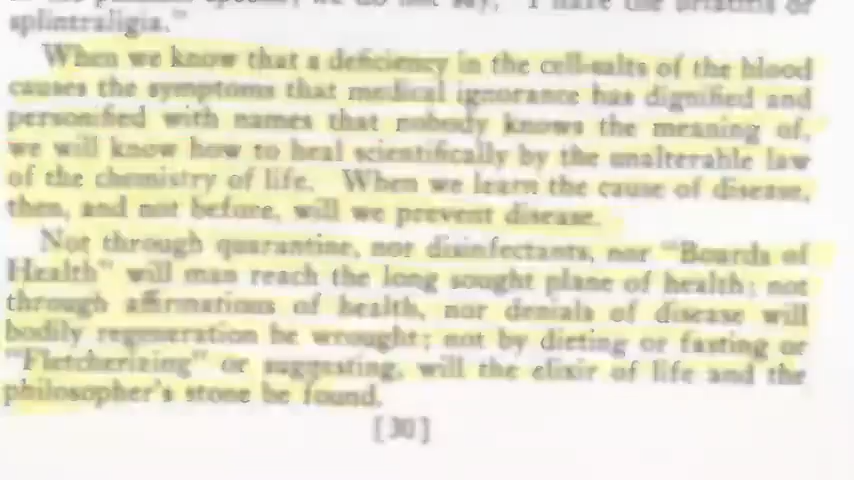 splintraligia."
When we know that a deficiency in the cell-salts of the blood
causes the symptoms that medical ignorance has dignified and
personified with names that nobody knows the meaning of,
we will know how to heal scientifically by the unalterable law
of the chemistry of life. When we learn the cause of disease,
then, and not before, will we prevent disease.
Not through quarantine, nor disinfectants, nor "Boards of
Health" will man reach the long sought plane of health; not
through affirmations of health, nor denials of disease will
bodily regeneration be wrought; not by dieting or fasting or
"Fletcherizing" or suggesting, will the elixir of life and the
philosopher's stone be found.
[30]